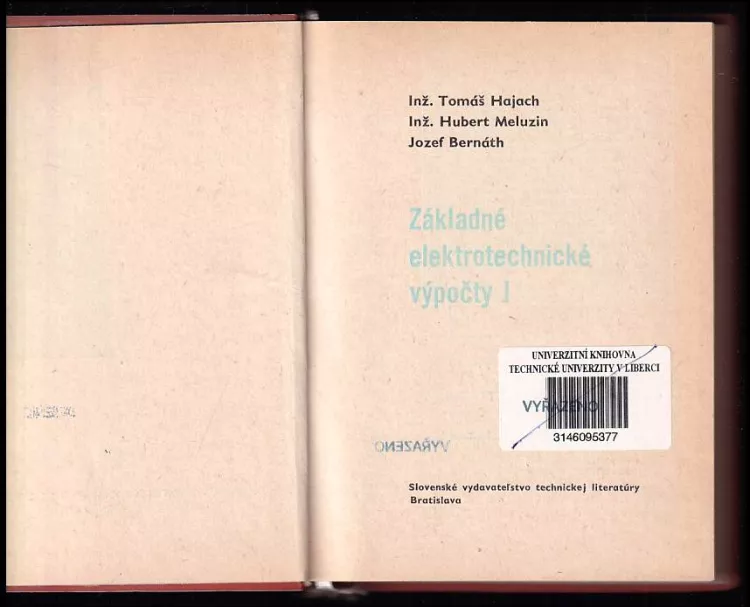 Inž. Tomáš Hajach
Inž. Hubert Meluzin
Jozef Bernáth
Základné
elektrotechnické
výpočty I
UNIVERZITNÍ KNIHOVNA
TECHNICKÉ UNIVERZITY V LIBERCI
VYŘAZENO
3146095377
VYŘAZENO
Slovenské vydavateľstvo technickej literatúry
Bratislava